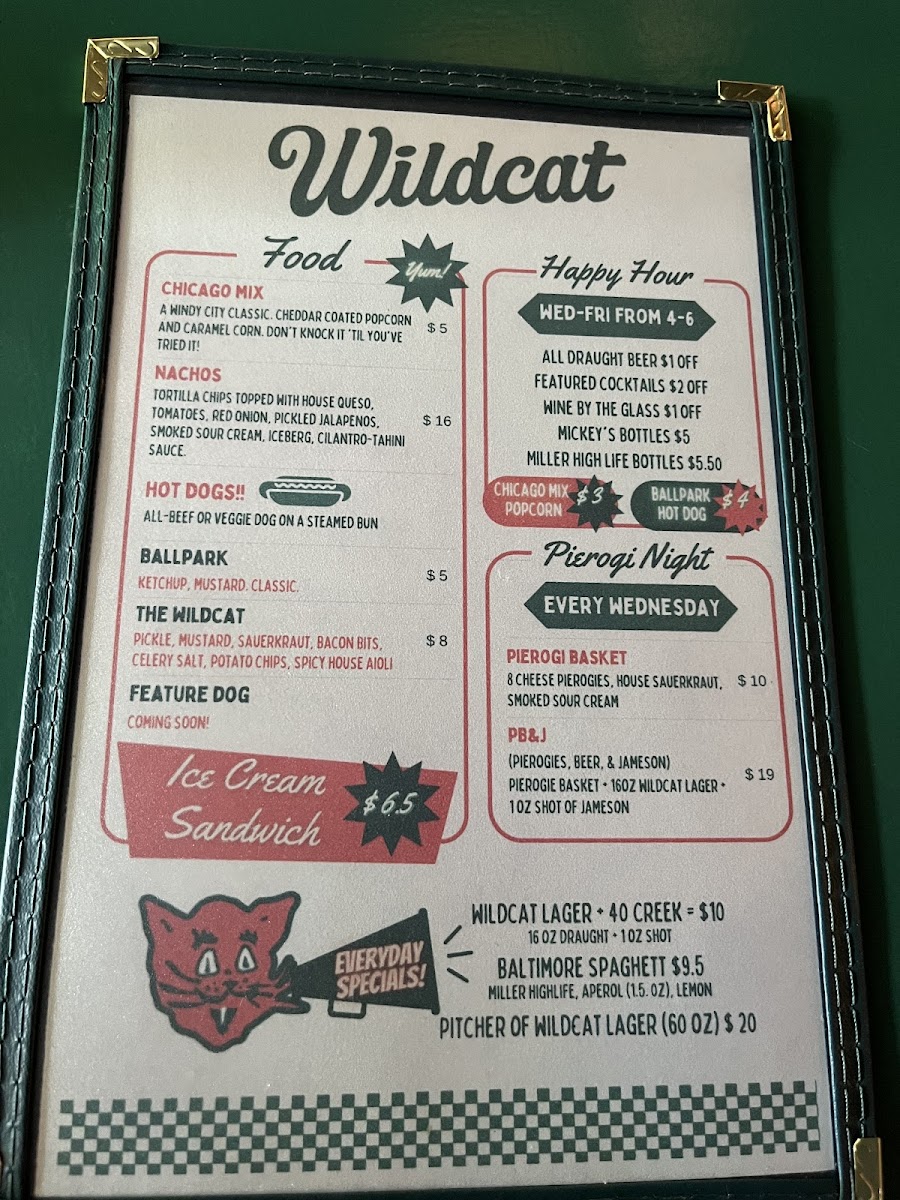 Wildcat
Food
Yum!
CHICAGO MIX
A WINDY CITY CLASSIC. CHEDDAR COATED POPCORN
AND CARAMEL CORN. DON'T KNOCK IT 'TIL YOU'VE
TRIED IT!
$ 5
NACHOS
TORTILLA CHIPS TOPPED WITH HOUSE QUESO,
TOMATOES, RED ONION, PICKLED JALAPENOS,
SMOKED SOUR CREAM, ICEBERG, CILANTRO-TAHINI
SAUCE.
$ 16
HOT DOGS!!
ALL-BEEF OR VEGGIE DOG ON A STEAMED BUN
BALLPARK
KETCHUP, MUSTARD. CLASSIC.
$ 5
THE WILDCAT
PICKLE, MUSTARD, SAUERKRAUT, BACON BITS,
CELERY SALT, POTATO CHIPS, SPICY HOUSE AIOLI
$ 8
FEATURE DOG
COMING SOON!
Ice Cream
Sandwich
$6.5
Happy Hour
WED-FRI FROM 4-6
ALL DRAUGHT BEER $1 OFF
FEATURED COCKTAILS $2 OFF
WINE BY THE GLASS $1 OFF
MICKEY'S BOTTLES $5
MILLER HIGH LIFE BOTTLES $5.50
CHICAGO MIX
POPCORN
$3
BALLPARK
HOT DOG
$4
Pierogi Night
EVERY WEDNESDAY
PIEROGI BASKET
8 CHEESE PIEROGIES, HOUSE SAUERKRAUT,
SMOKED SOUR CREAM
$ 10
PB&J
(PIEROGIES, BEER, & JAMESON)
PIEROGIE BASKET + 16OZ WILDCAT LAGER +
1 OZ SHOT OF JAMESON
$ 19
EVERYDAY
SPECIALS!
WILDCAT LAGER + 40 CREEK = $10
16 OZ DRAUGHT + 1 OZ SHOT
BALTIMORE SPAGHETT $9.5
MILLER HIGHLIFE, APEROL (1.5. OZ), LEMON
PITCHER OF WILDCAT LAGER (60 OZ) $ 20